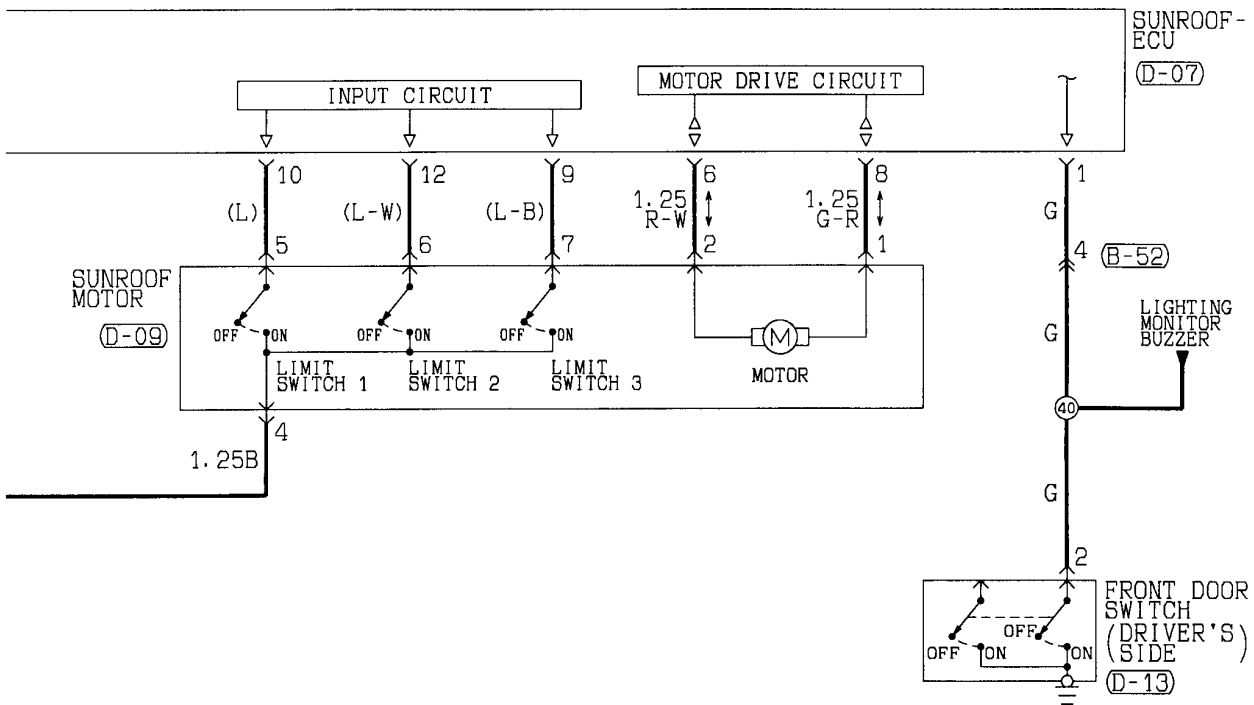 SUNROOF-
ECU
D-07
INPUT CIRCUIT
MOTOR DRIVE CIRCUIT
10
12
9
6
8
1
(L)
(L-W)
(L-B)
1.25
R-W
1.25
G-R
G
5
6
7
2
1
4
B-52
SUNROOF
MOTOR
D-09
OFF
ON
OFF
ON
OFF
ON
LIMIT
SWITCH 1
LIMIT
SWITCH 2
LIMIT
SWITCH 3
M
MOTOR
G
LIGHTING
MONITOR
BUZZER
40
4
1.25B
G
2
FRONT DOOR
SWITCH
(DRIVER'S
SIDE)
D-13
OFF
ON
OFF
ON